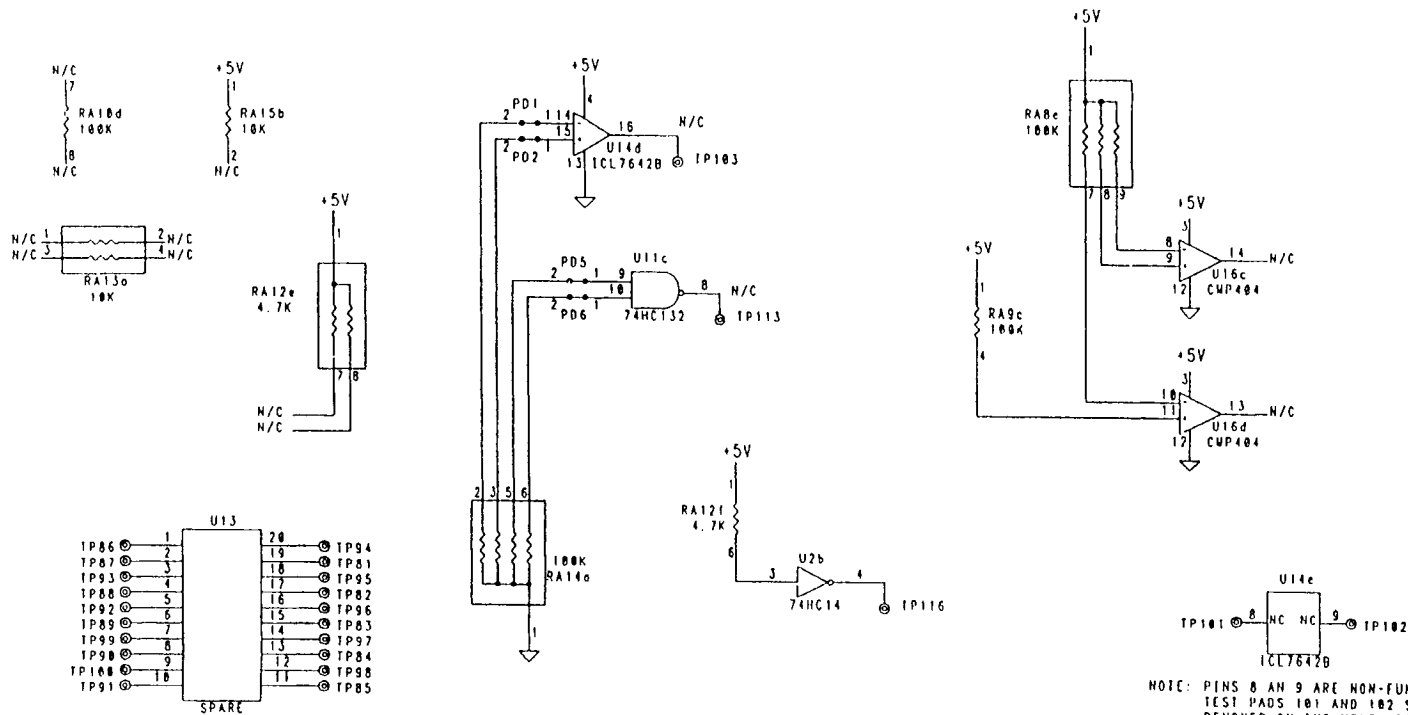 N/C
7
RA10d
100K
8
N/C
+5V
1
RA15b
10K
2
N/C
N/C 1 2 N/C
N/C 3 4 N/C
RA13a
10K
+5V
1
RA12e
4.7K
7 8
N/C
N/C
+5V
4
2 PD1 1 14
2 PD2 1 15
16
N/C
U14d
13
ICL7642B
TP103
2 PD5 1 9
2 PD6 1 10
U11c
8
N/C
74HC132
TP113
2 3 5 6
100K
RA14a
1
+5V
1
RA8e
100K
7 8 9
+5V
3
8
9
14
N/C
U16c
12
CMP404
+5V
1
RA9c
100K
4
+5V
3
10
11
13
N/C
U16d
12
CMP404
+5V
1
RA12f
4.7K
6
U2b
3
4
74HC14
TP116
U13
TP86 1 20 TP94
TP87 2 19 TP81
TP93 3 18 TP95
TP88 4 17 TP82
TP92 5 16 TP96
TP89 6 15 TP83
TP99 7 14 TP97
TP90 8 13 TP84
TP100 9 12 TP98
TP91 10 11 TP85
SPARE
U14e
TP101 8 NC NC 9 TP102
ICL7642B
NOTE: PINS 8 AN 9 ARE NON-FUN
TEST PADS 101 AND 102 S